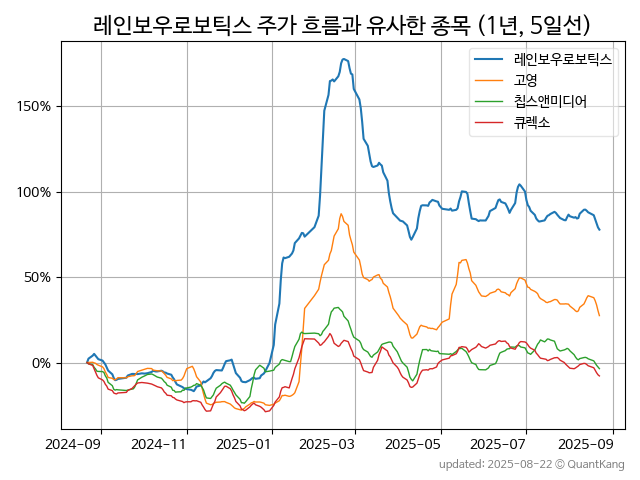 레인보우로보틱스 주가 흐름과 유사한 종목 (1년, 5일선)
레인보우로보틱스
고영
칩스앤미디어
큐렉소
150%
100%
50%
0%
2024-09 2024-11 2025-01 2025-03 2025-05 2025-07 2025-09
updated: 2025-08-22 © QuantKang